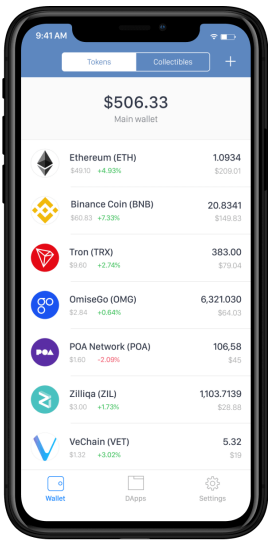 9:41 AM
Tokens Collectibles +
$506.33
Main wallet
Ethereum (ETH) 1.0934
$49.10 +4.93% $209.01
Binance Coin (BNB) 20.8341
$60.83 +7.33% $149.83
Tron (TRX) 383.00
$9.60 +2.74% $79.04
OmiseGo (OMG) 6,321.030
$2.84 +0.64% $64.03
POA Network (POA) 106,58
POA
$1.60 -2.09% $45
Zilliqa (ZIL) 1,103.7139
$3.00 +1.73% $28.98
VeChain (VET) 5.32
$1.32 +3.02% $19
Wallet DApps Settings